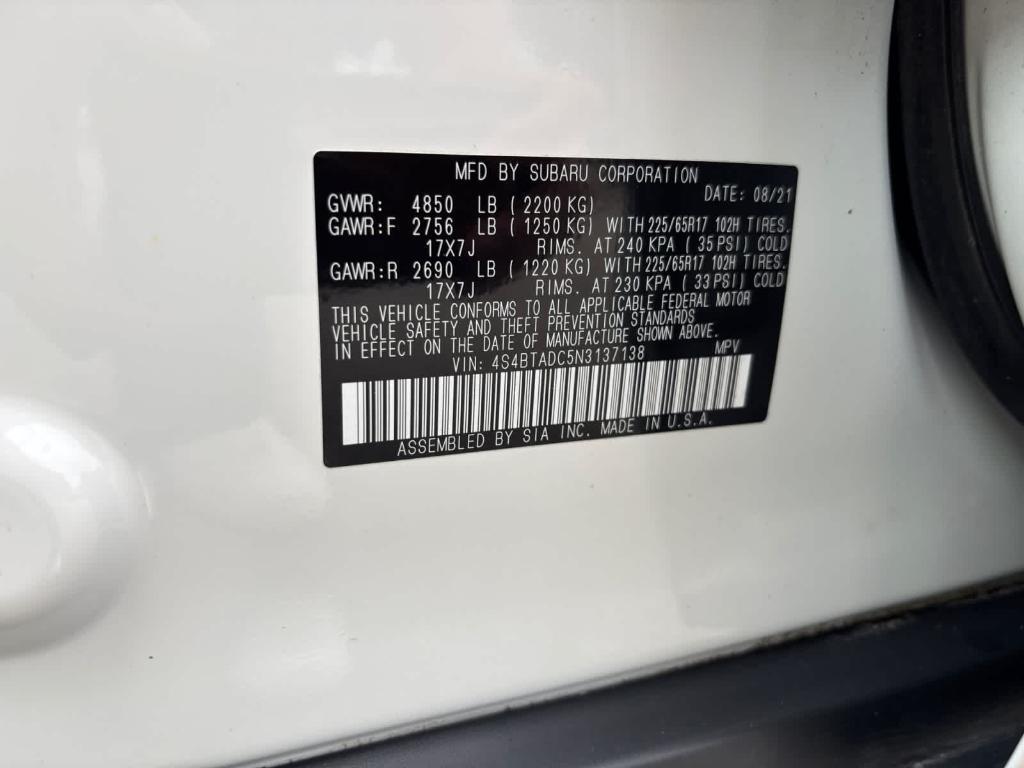 MFD BY SUBARU CORPORATION
DATE: 08/21
GVWR: 4850 LB (2200 KG)
GAWR:F 2756 LB (1250 KG) WITH 225/65R17 102H TIRES.
17X7J RIMS. AT 240 KPA (35 PSI) COLD
GAWR:R 2690 LB (1220 KG) WITH 225/65R17 102H TIRES.
17X7J RIMS. AT 230 KPA (33 PSI) COLD
THIS VEHICLE CONFORMS TO ALL APPLICABLE FEDERAL MOTOR
VEHICLE SAFETY AND THEFT PREVENTION STANDARDS
IN EFFECT ON THE DATE OF MANUFACTURE SHOWN ABOVE.
VIN: 4S4BTADC5N3137138 MPV
ASSEMBLED BY SIA INC. MADE IN U.S.A.